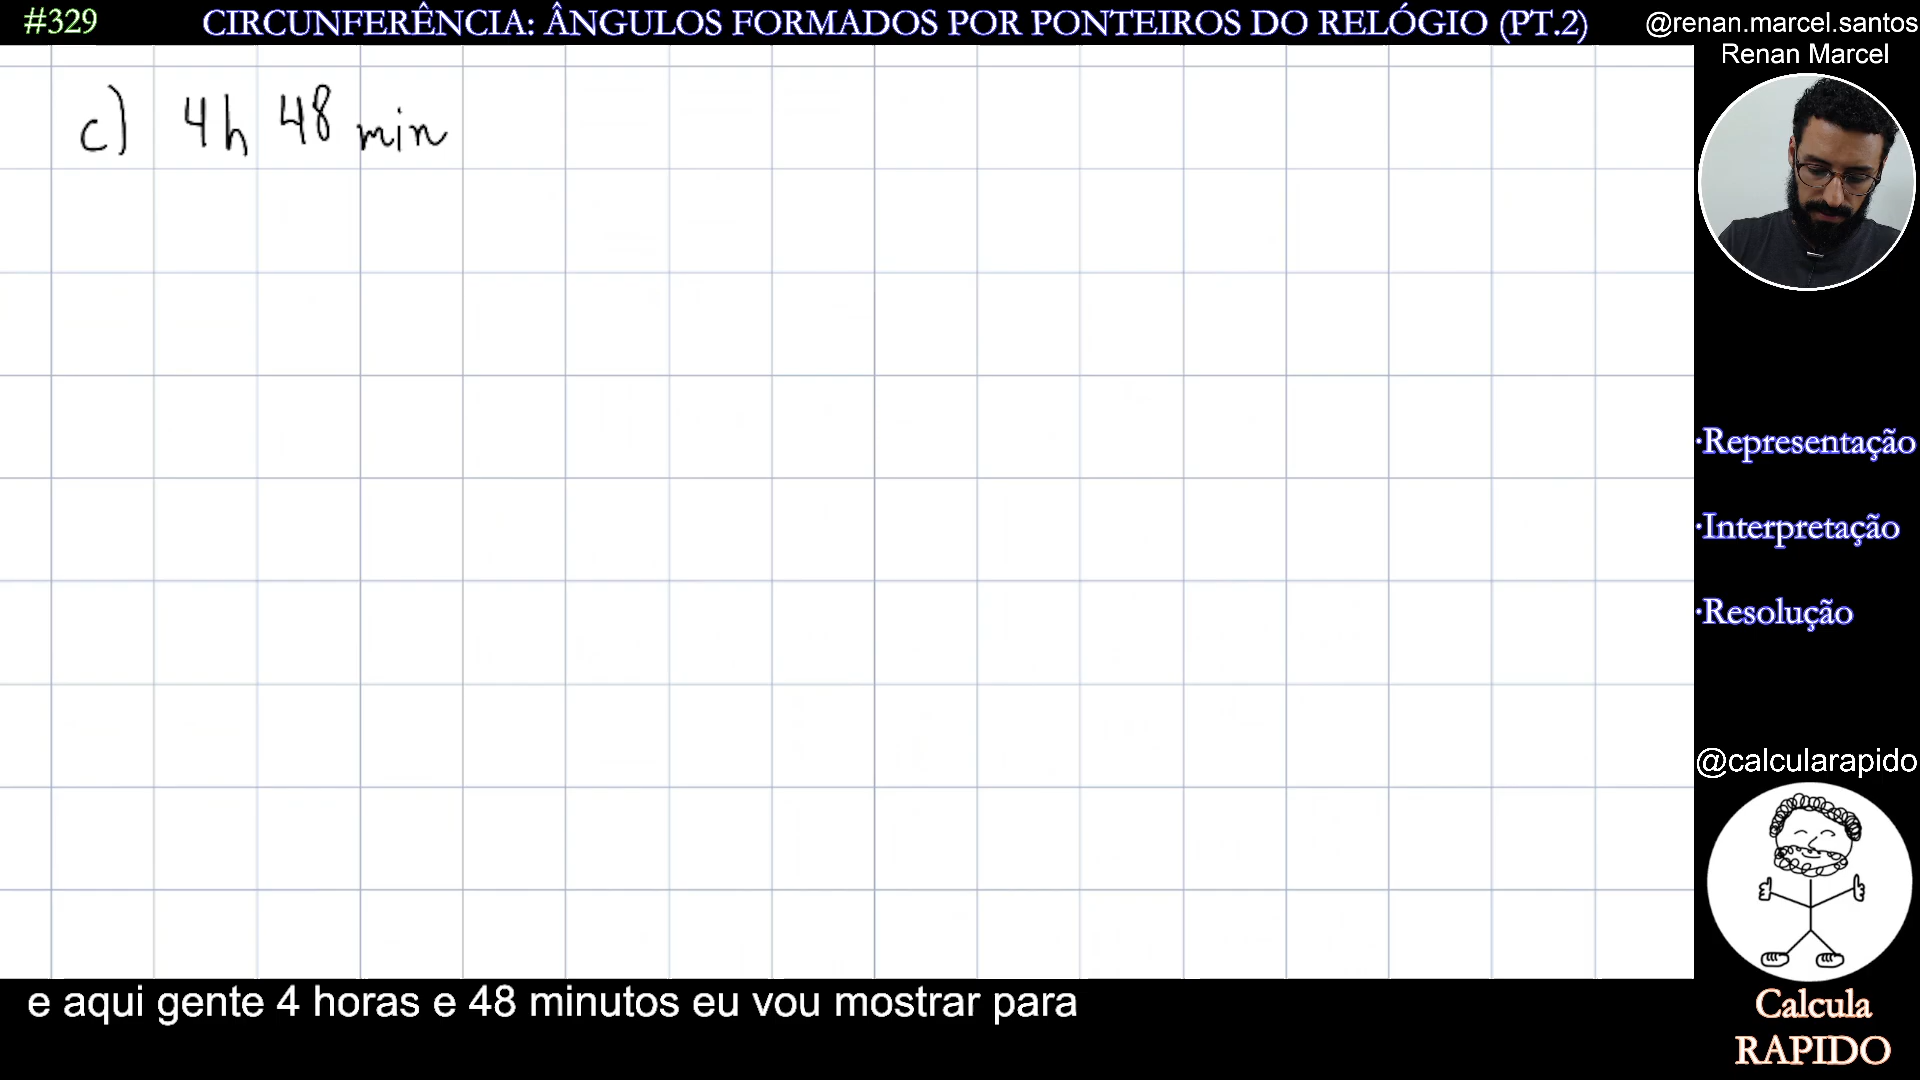 #329
CIRCUNFERÊNCIA: ÂNGULOS FORMADOS POR PONTEIROS DO RELÓGIO (PT.2)
@renan.marcel.santos
Renan Marcel
c) 4h 48 min
·Representação
·Interpretação
·Resolução
@calcularapido
Calcula
RAPIDO
e aqui gente 4 horas e 48 minutos eu vou mostrar para